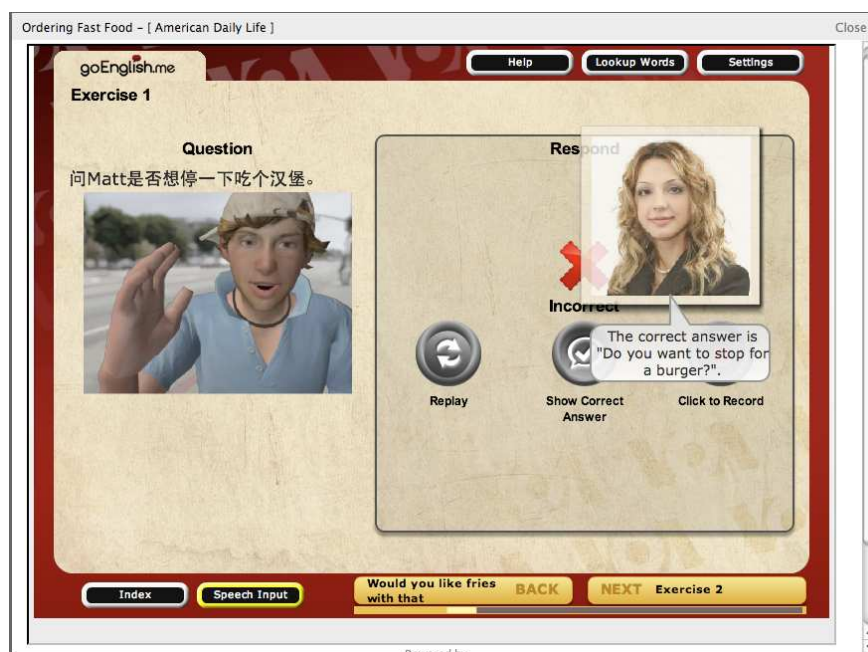 Ordering Fast Food – [ American Daily Life ]
Close
goEnglish.me
Help
Lookup Words
Settings
Exercise 1
Question
Respond
问Matt是否想停一下吃个汉堡。
Incorrect
The correct answer is
"Do you want to stop for
a burger?".
Replay
Show Correct
Answer
Click to Record
Index
Speech Input
Would you like fries
with that
BACK
NEXT
Exercise 2